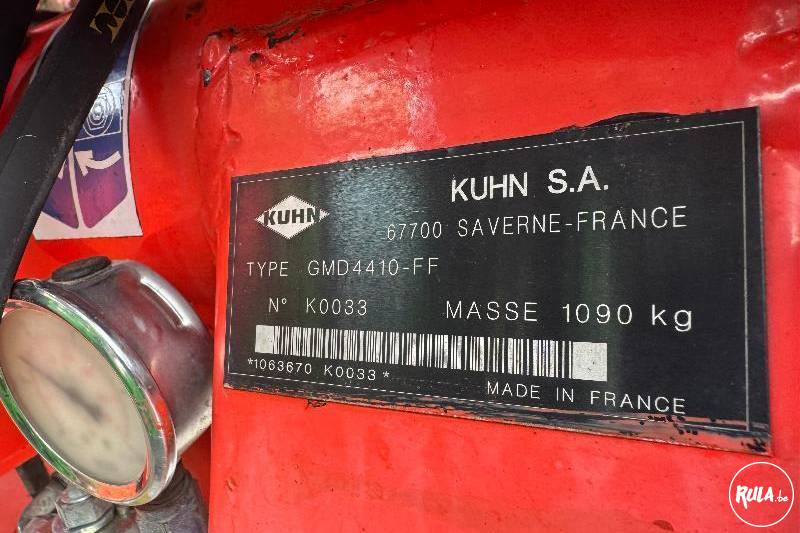 KUHN
KUHN S.A.
67700 SAVERNE-FRANCE
TYPE GMD4410-FF
N° K0033 MASSE 1090 kg
*1063670 K0033*
MADE IN FRANCE
RULA.be